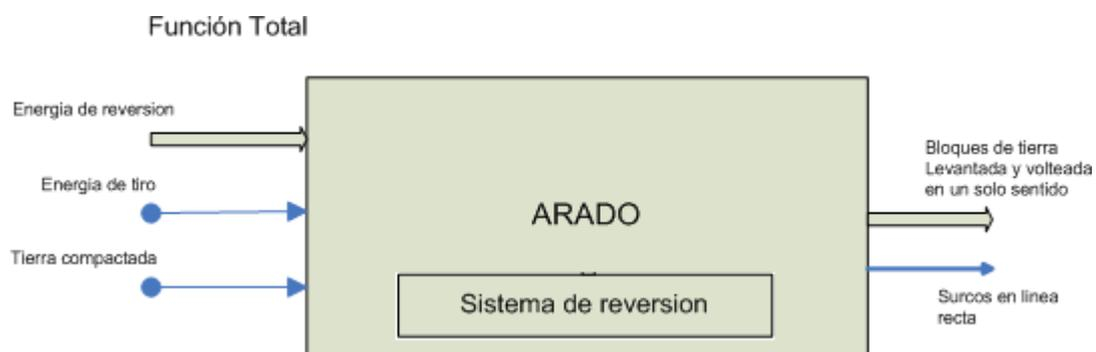 Función Total
Energia de reversion
Energia de tiro
Tierra compactada
ARADO
Sistema de reversion
Bloques de tierra
Levantada y volteada
en un solo sentido
Surcos en linea
recta